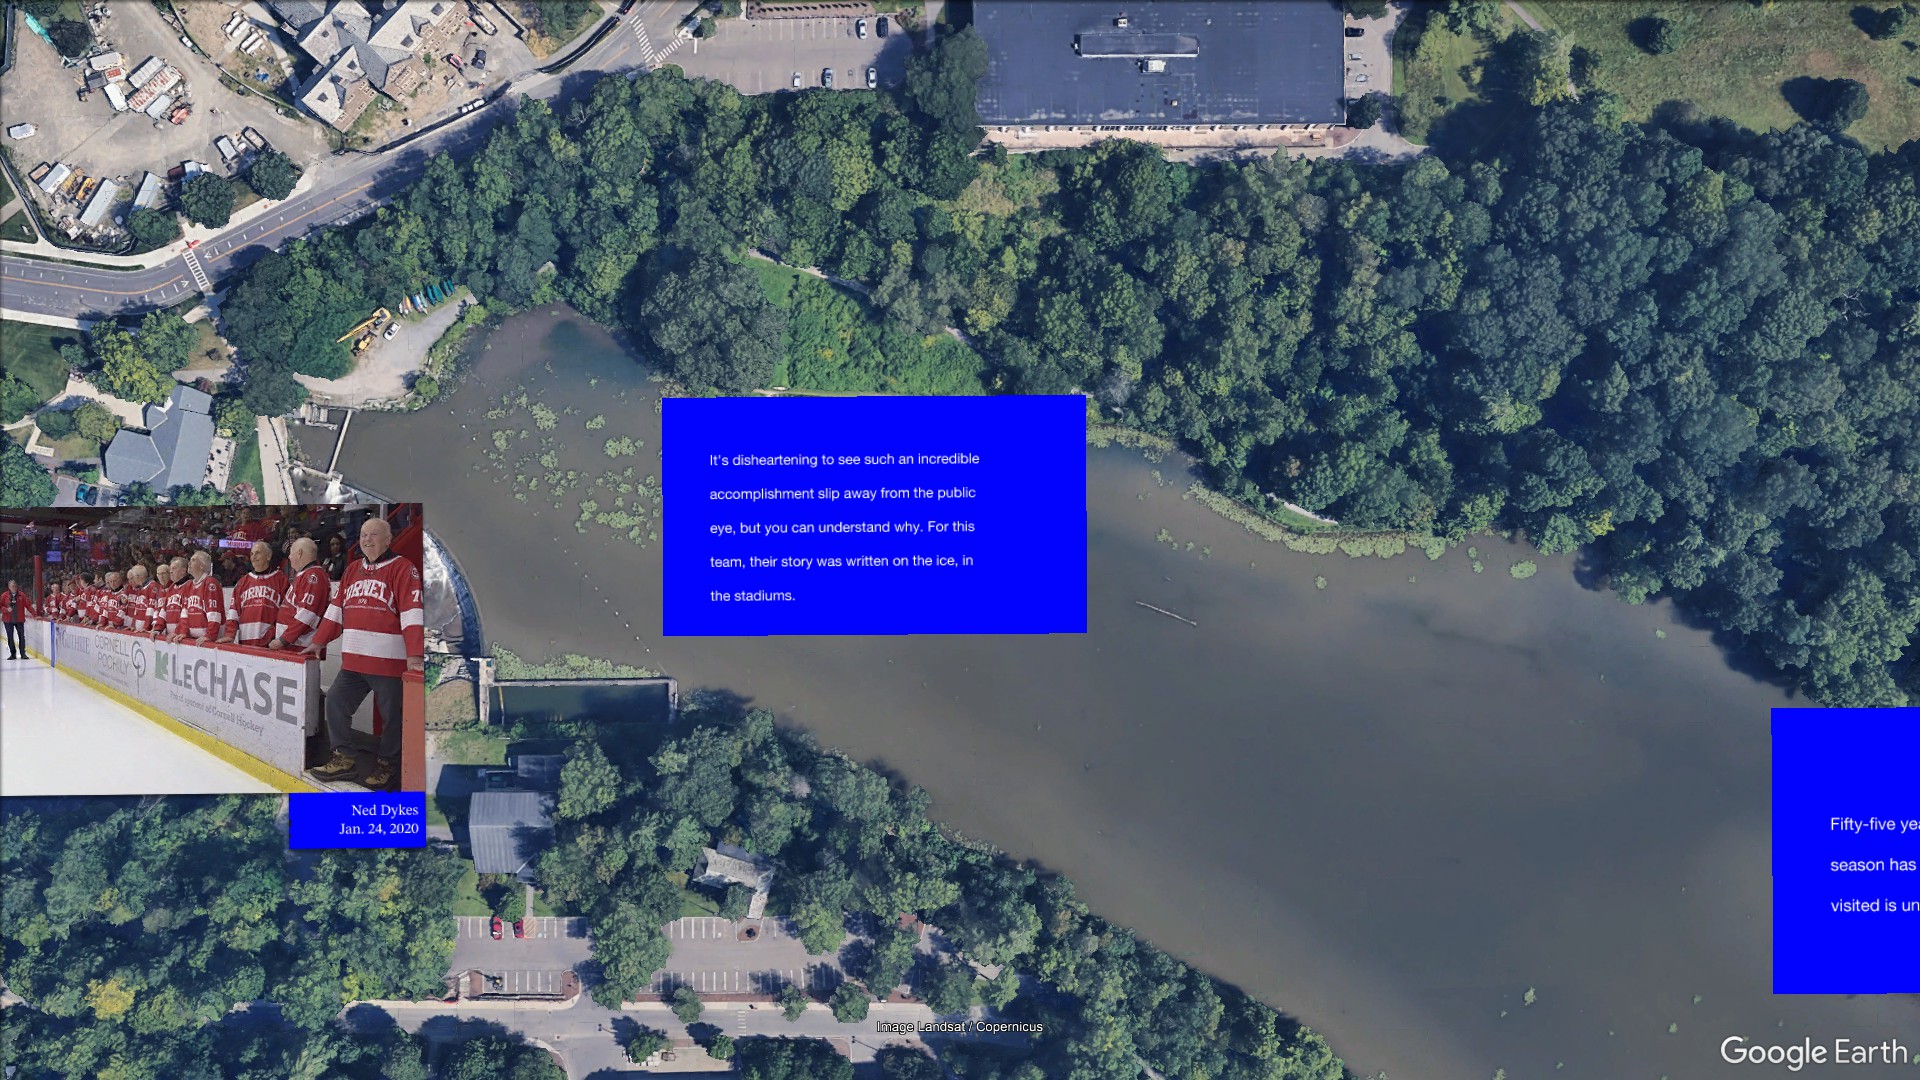 It's disheartening to see such an incredible
accomplishment slip away from the public
eye, but you can understand why. For this
team, their story was written on the ice, in
the stadiums.
CORNELL
10
CORNELL
LeCHASE
Ned Dykes
Jan. 24, 2020
Fifty-five
season has
visited is
Image Landsat / Copernicus
Google Earth